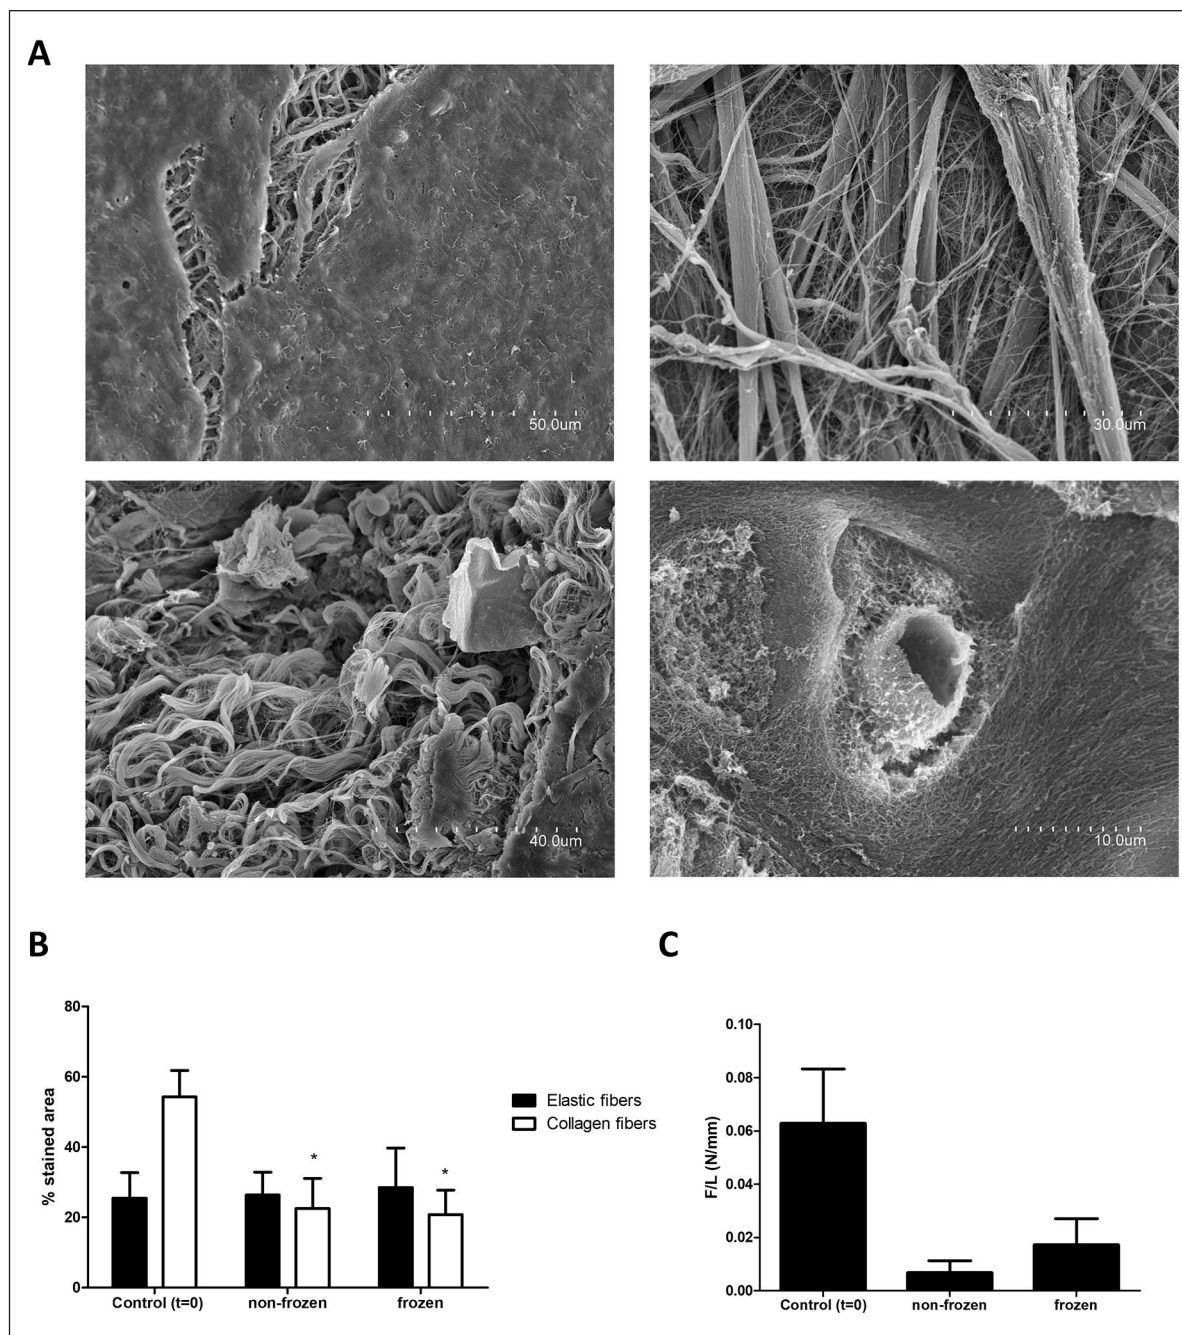 A
50.0um
30.0um
40.0um
10.0um
B
80
60
40
20
0
% stained area
Control (t=0)
non-frozen
frozen
*
*
Elastic fibers
Collagen fibers
C
0.10
0.08
0.06
0.04
0.02
0.00
F/L (N/mm)
Control (t=0)
non-frozen
frozen